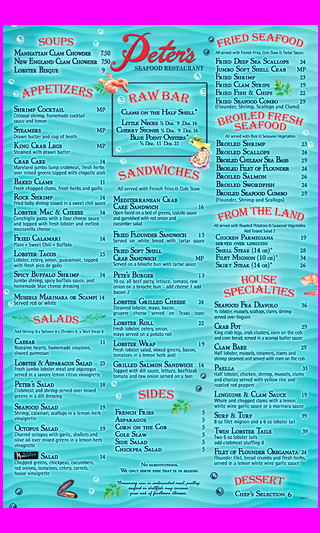 Peter's
SEAFOOD RESTAURANT
SOUPS
MANHATTAN CLAM CHOWDER 7.50
NEW ENGLAND CLAM CHOWDER 7.50
LOBSTER BISQUE 9
APPETIZERS
SHRIMP COCKTAIL MP
Colossal shrimp, homemade cocktail
sauce and lemon
STEAMERS MP
Drawn butter and cup of broth
KING CRAB LEGS MP
Steamed with drawn butter
CRAB CAKE 14
Maryland jumbo lump crabmeat, fresh herbs
over mixed greens topped with chipotle aioli
BAKED CLAMS 11
Fresh chopped clams, fresh herbs and garlic
ROCK SHRIMP 14
Fried baby shrimp tossed in a sweet chili sauce
LOBSTER MAC & CHEESE 14
Cavatappi pasta with a four cheese sauce
and topped with fresh lobster and melted
mozzarella cheese
FRIED CALAMARI 14
Plain • Sweet Chili • Buffalo
LOBSTER TACOS 15
Lobster, celery, onion, guacamole, topped
with fresh pico de gallo
SPICY BUFFALO SHRIMP 14
Jumbo shrimp, spicy buffalo sauce, and
homemade blue cheese dressing
MUSSELS MARINARA OR SCAMPI 14
Served red or white
SALADS
Add Shrimp 8 • Salmon 8 • Chicken 8 • Skirt Steak 8
CAESAR 11
Romaine hearts, homemade croutons,
shaved parmesan
LOBSTER & ASPARAGUS SALAD 23
Fresh jumbo lobster meat and asparagus
served in a savory lemon citrus vinaigrette
PETER'S SALAD 18
Crabmeat and shrimp served over mixed
greens in a dill dressing
SEAFOOD SALAD 19
Shrimp, calamari, scallops in a lemon-herb
vinaigrette
OCTOPUS SALAD 19
Charred octopus with garlic, shallots and
olive oil over mixed greens in a lemon herb
vinaigrette
SALAD 14
Chopped greens, chickpeas, cucumbers,
red onions, tomatoes, celery, carrots,
house vinaigrette
RAW BAR
CLAMS ON THE HALF SHELL
LITTLE NECKS ½ Doz. 9 Doz. 16
CHERRY STONES ½ Doz. 9 Doz. 16
BLUE POINT OYSTERS
½ Doz. 11 Doz. 21
SANDWICHES
All served with French Fries & Cole Slaw
MEDITERRANEAN CRAB
CAKE SANDWICH 16
Open faced on a bed of greens, tartar sauce
and garnished with red onion and
cucumber salad
FRIED FLOUNDER SANDWICH 15
Served on white bread with tartar sauce
FRIED SOFT SHELL
CRAB SANDWICH MP
Served on a brioche bun with tartar sauce
PETE'S BURGER 13
10 oz. all beef patty, lettuce, tomato, raw
onion on a brioche bun - add cheese 2 add
bacon 2
LOBSTER GRILLED CHEESE 24
Steamed lobster, mayo, bacon,
gruyere cheese served on Texas toast
LOBSTER ROLL 22
Fresh lobster, celery, onion,
mayo served on a potato roll
LOBSTER WRAP 19
Fresh lobster salad, mixed greens, bacon,
tomatoes in a lemon herb aioli
GRILLED SALMON SANDWICH 14
Topped with dill sauce, lettuce, beefsteak
tomato and raw onion served on a ban
SIDES
FRENCH FRIES 5
ASPARAGUS 5
CORN ON THE COB 5
COLE SLAW 5
SIDE SALAD 5
CHICKPEA SALAD 5
NO SUBSTITUTIONS.
WE ONLY SERVE FISH THAT IS IN SEASON.
Consuming raw or undercooked meat, poultry
seafood or shellfish may increase
your risk of foodborne illness.
FRIED SEAFOOD
All served with French Fries, Cole Slaw & Tartar Sauce
FRIED DEEP SEA SCALLOPS 24
JUMBO SOFT SHELL CRAB MP
FRIED SHRIMP 23
FRIED CLAM STRIPS 19
FRIED FISH & CHIPS 22
FRIED SEAFOOD COMBO 29
(Flounder, Shrimp, Scallops and Clams)
BROILED FRESH
SEAFOOD
All served with Rice & Seasonal Vegetables
BROILED SHRIMP 23
BROILED SCALLOPS 24
BROILED CHILEAN SEA BASS 29
BROILED FILET OF FLOUNDER 24
BROILED SALMON 24
BROILED SWORDFISH 24
BROILED SEAFOOD COMBO 29
(Flounder, Shrimp and Scallops)
FROM THE LAND
All served with Roasted Potatoes & Seasonal Vegetables
Add Tossed Salad 3
CHICKEN PARMIGIANA 19
SERVED OVER LINGUINE
SHELL STEAK (14 oz) 28
FILET MIGNON (10 oz) 34
SKIRT STEAK (14 oz) 26
HOUSE
SPECIALTIES
SEAFOOD FRA DIAVOLO 36
½ lobster, mussels, scallops, clams, shrimp
served over linguini
CRAB POT 29
King crab legs, crab clusters, corn on the cob
and corn bread, served in a scampi butter sauce
CLAM BAKE 29
Half lobster, mussels, steamers, clams and
shrimp steamed and served with corn on the cob
PAELLA 33
Half lobster, chicken, shrimp, mussels, clams
and chorizo served with yellow rice and
roasted red peppers
LINGUINE & CLAM SAUCE 19
Whole and chopped clams with a lemon
white wine garlic sauce or a marinara sauce
SURF & TURF 39
8 oz filet mignon and a 6 oz lobster tail
TWIN LOBSTER TAILS 39
Two 6 oz lobster tails
add crabmeat stuffing 8
FILET OF FLOUNDER OREGANATA 24
Flounder filet, bread crumbs and fresh herbs,
served in a lemon white wine garlic sauce
DESSERT
CHEF'S SELECTION 6